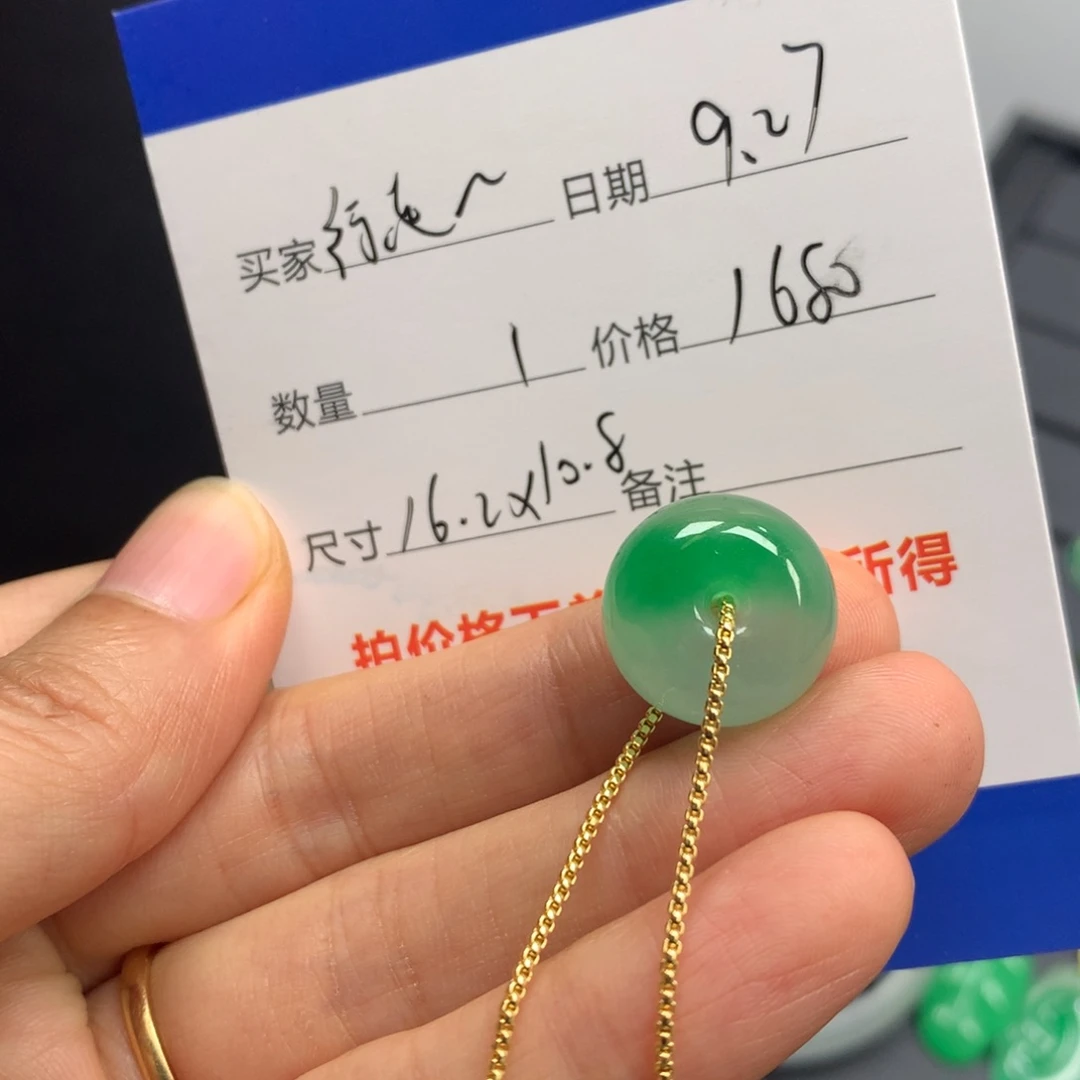 买家 日期 9.27
数量 1 价格 1680
尺寸 16.2x10.8 备注
拍价格 所得